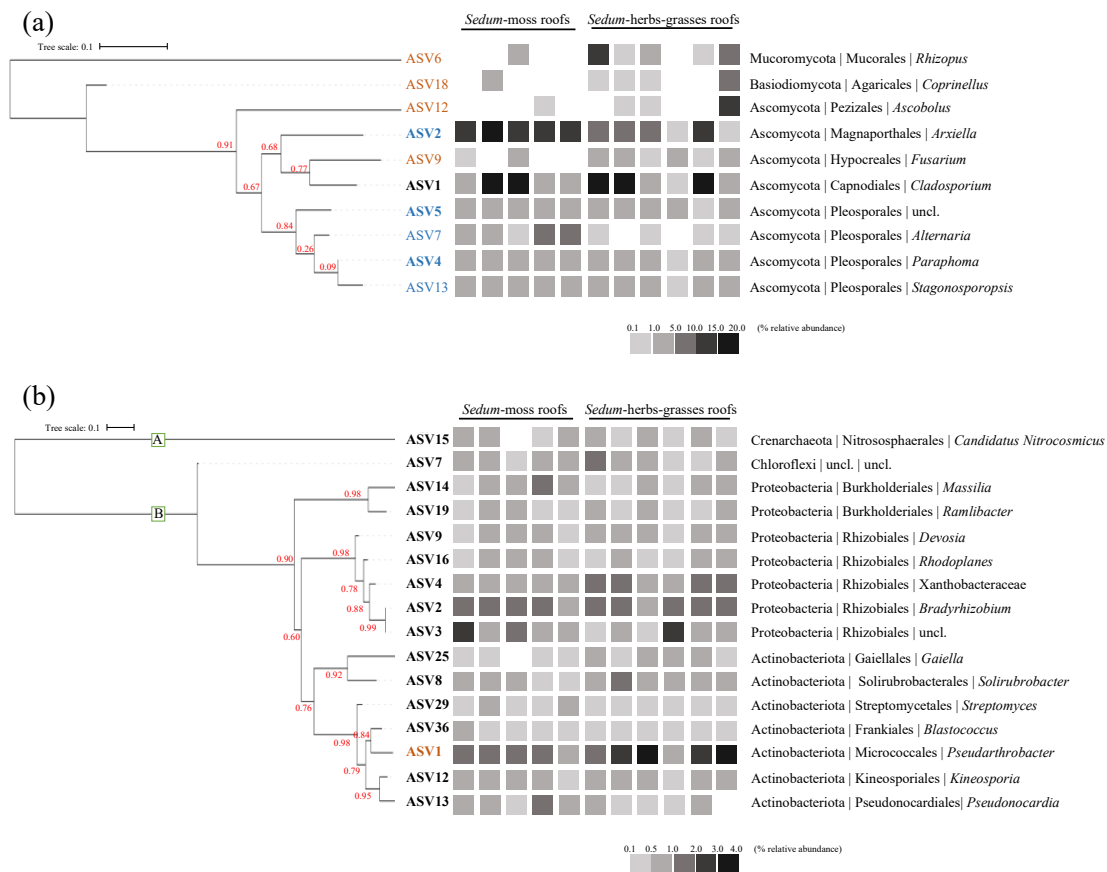 (a)
Sedum-moss roofs Sedum-herbs-grasses roofs
Tree scale: 0.1
ASV6 Mucoromycota | Mucorales | Rhizopus
ASV18 Basiodiomycota | Agaricales | Coprinellus
ASV12 Ascomycota | Pezizales | Ascobolus
0.91
ASV2 Ascomycota | Magnaporthales | Arxiella
0.68
ASV9 Ascomycota | Hypocreales | Fusarium
0.77
ASV1 Ascomycota | Capnodiales | Cladosporium
0.67
ASV5 Ascomycota | Pleosporales | uncl.
0.84
ASV7 Ascomycota | Pleosporales | Alternaria
0.26
ASV4 Ascomycota | Pleosporales | Paraphoma
0.09
ASV13 Ascomycota | Pleosporales | Stagonosporopsis
0.1 1.0 5.0 10.0 15.0 20.0 (% relative abundance)
(b)
Sedum-moss roofs Sedum-herbs-grasses roofs
Tree scale: 0.1
A
ASV15 Crenarchaeota | Nitrososphaerales | Candidatus Nitrocosmicus
ASV7 Chloroflexi | uncl. | uncl.
ASV14 Proteobacteria | Burkholderiales | Massilia
0.98
B
ASV19 Proteobacteria | Burkholderiales | Ramlibacter
ASV9 Proteobacteria | Rhizobiales | Devosia
0.90 0.98
ASV16 Proteobacteria | Rhizobiales | Rhodoplanes
ASV4 Proteobacteria | Rhizobiales | Xanthobacteraceae
0.78
ASV2 Proteobacteria | Rhizobiales | Bradyrhizobium
0.88
ASV3 Proteobacteria | Rhizobiales | uncl.
0.60 0.99
ASV25 Actinobacteriota | Gaiellales | Gaiella
0.92
ASV8 Actinobacteriota | Solirubrobacterales | Solirubrobacter
ASV29 Actinobacteriota | Streptomycetales | Streptomyces
0.76
ASV36 Actinobacteriota | Frankiales | Blastococcus
0.84
0.98
ASV1 Actinobacteriota | Micrococcales | Pseudarthrobacter
0.79
ASV12 Actinobacteriota | Kineosporiales | Kineosporia
0.95
ASV13 Actinobacteriota | Pseudonocardiales| Pseudonocardia
0.1 0.5 1.0 2.0 3.0 4.0 (% relative abundance)